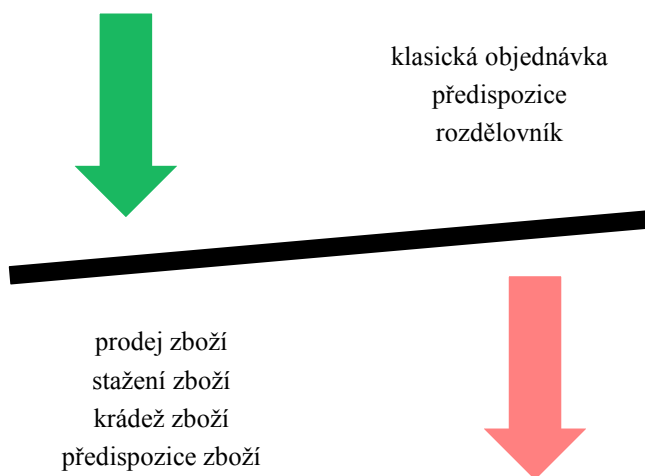 klasická objednávka
předispozice
rozdělovník
prodej zboží
stažení zboží
krádež zboží
předispozice zboží